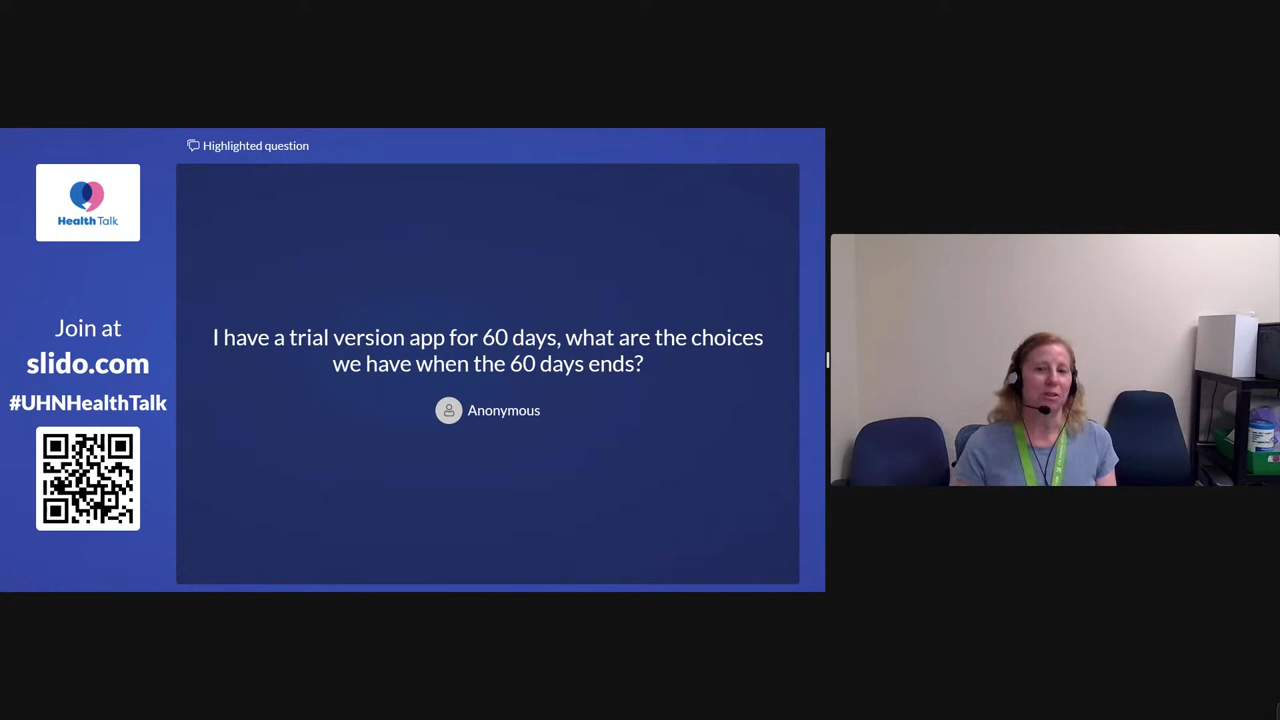 Highlighted question
Health Talk
Join at
slido.com
#UHNHealthTalk
I have a trial version app for 60 days, what are the choices
we have when the 60 days ends?
Anonymous